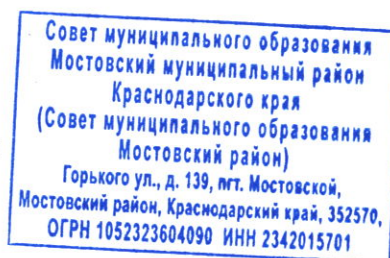 Совет муниципального образования
Мостовский муниципальный район
Краснодарского края
(Совет муниципального образования
Мостовский район)
Горького ул., д. 139, пгт. Мостовской,
Мостовский район, Краснодарский край, 352570,
ОГРН 1052323604090 ИНН 2342015701